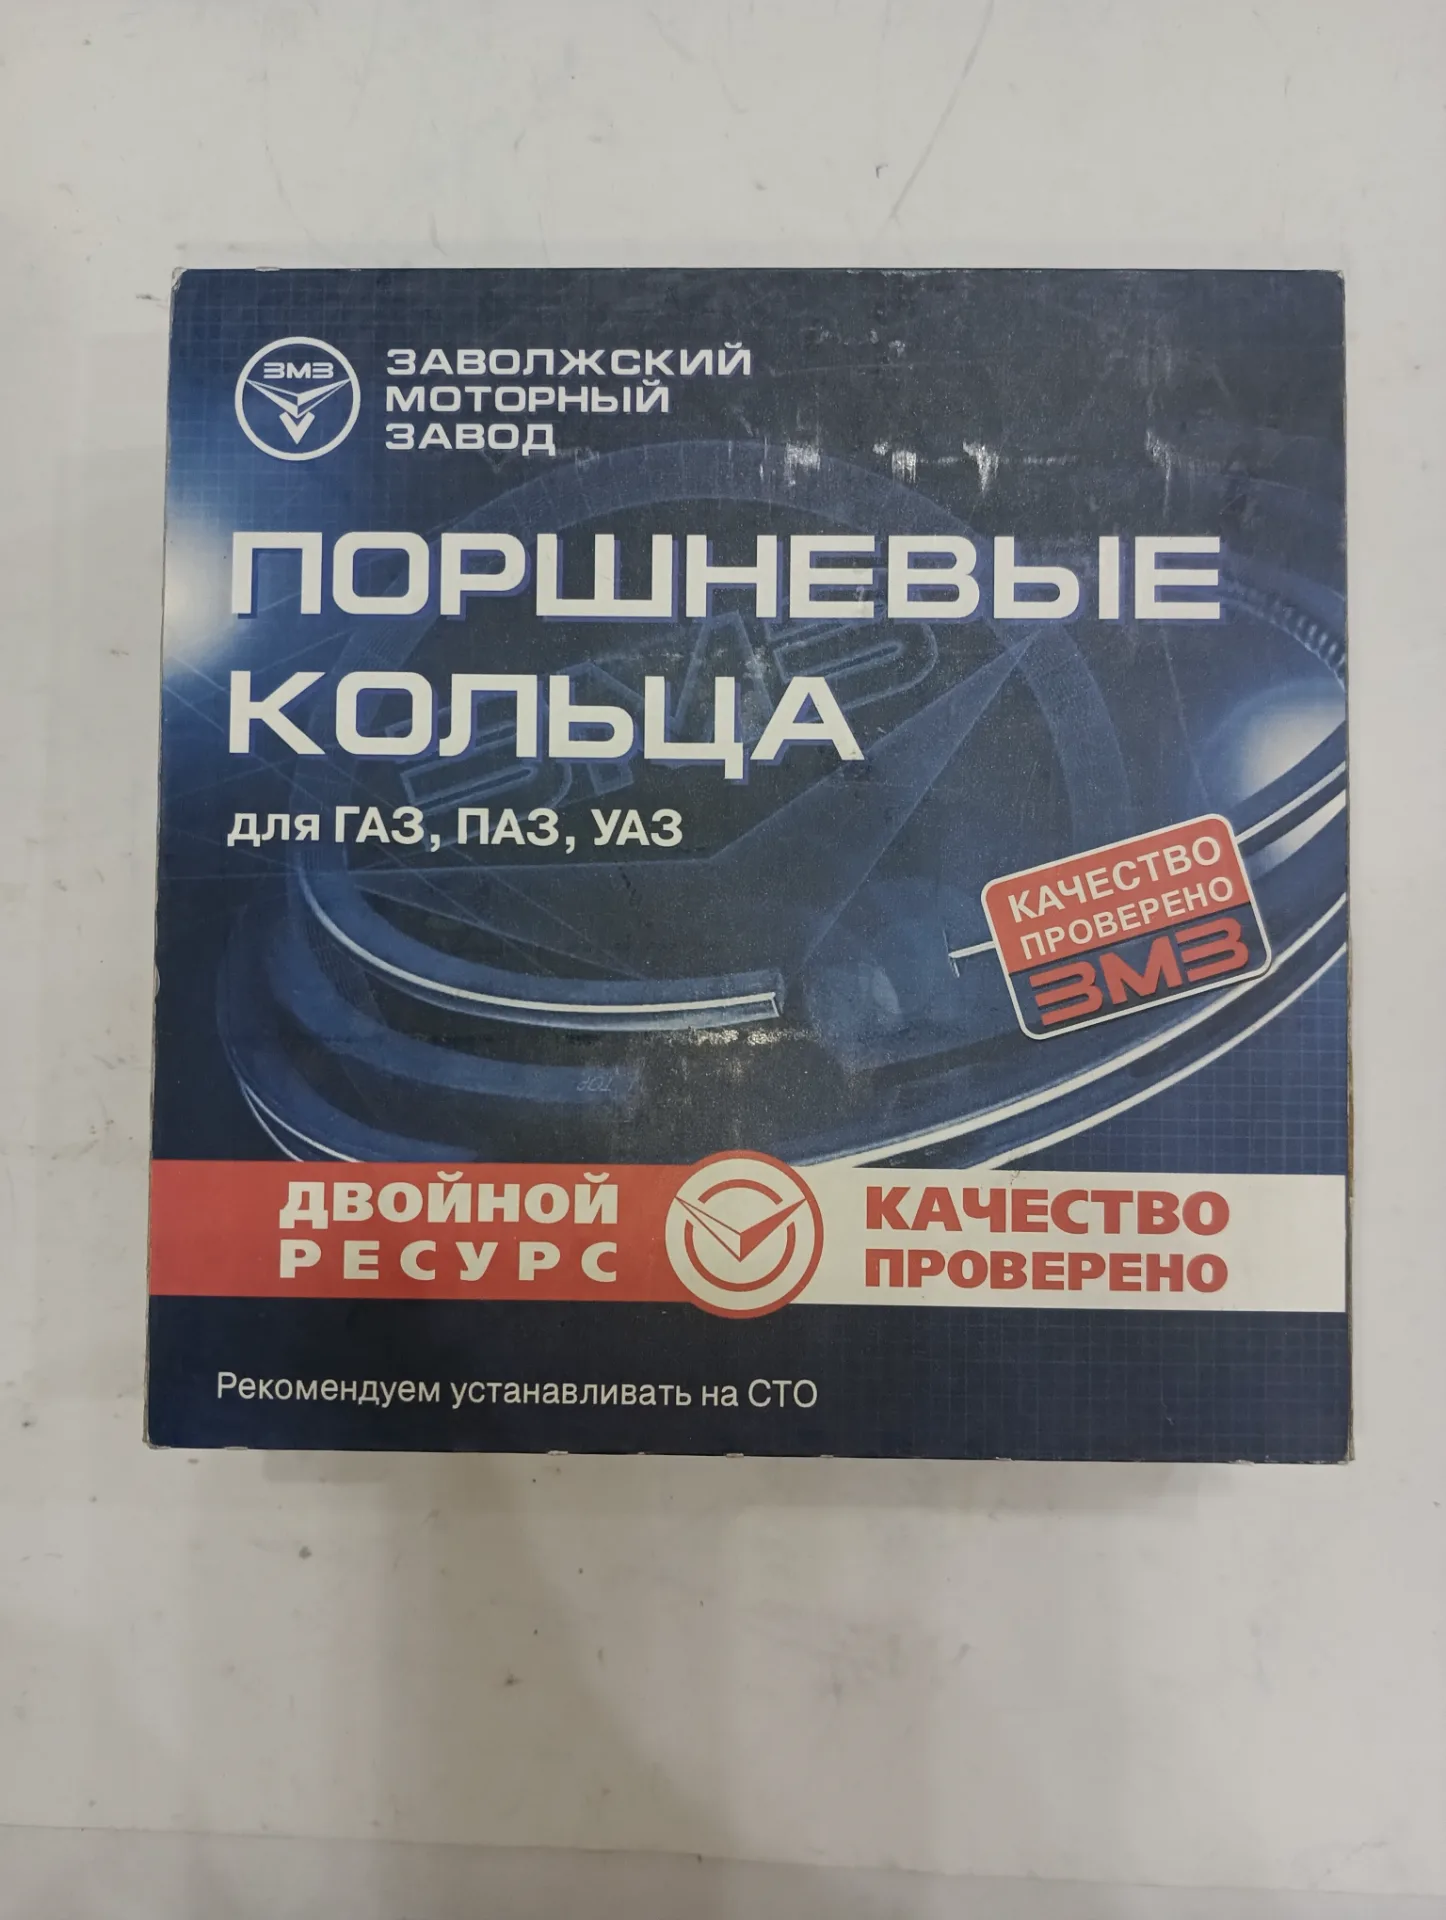 ЗМЗ
ЗАВОЛЖСКИЙ
МОТОРНЫЙ
ЗАВОД
ПОРШНЕВЫЕ
КОЛЬЦА
для ГАЗ, ПАЗ, УАЗ
КАЧЕСТВО
ПРОВЕРЕНО
ЗМЗ
TOP
ДВОЙНОЙ
РЕСУРС
КАЧЕСТВО
ПРОВЕРЕНО
Рекомендуем устанавливать на СТО